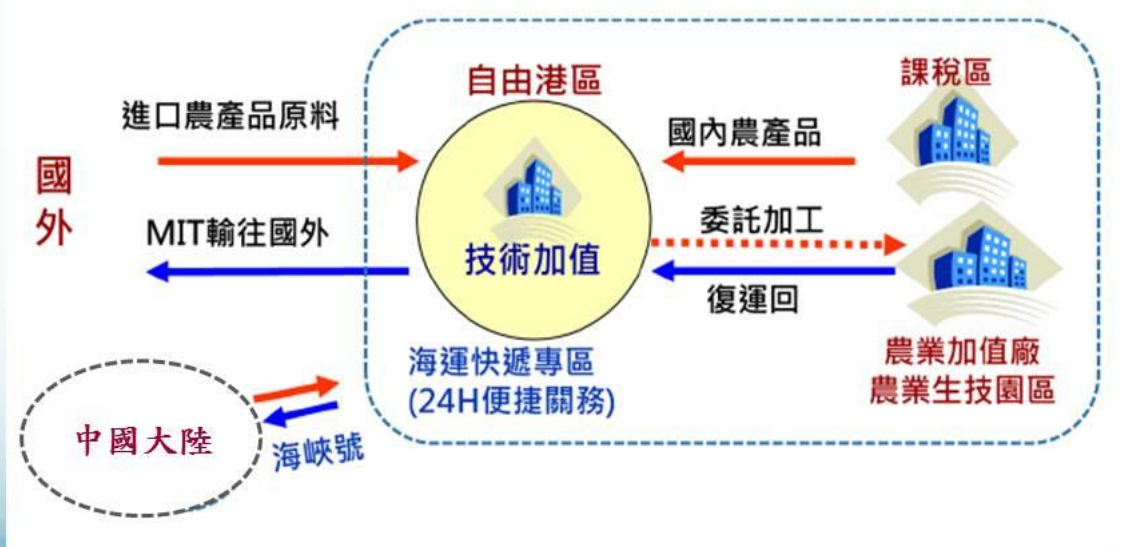 自由港區
課稅區
進口農產品原料
國內農產品
國
外
委託加工
MIT輸往國外
技術加值
復運回
海運快遞專區
(24H便捷關務)
農業加值廠
農業生技園區
中國大陸
海峽號